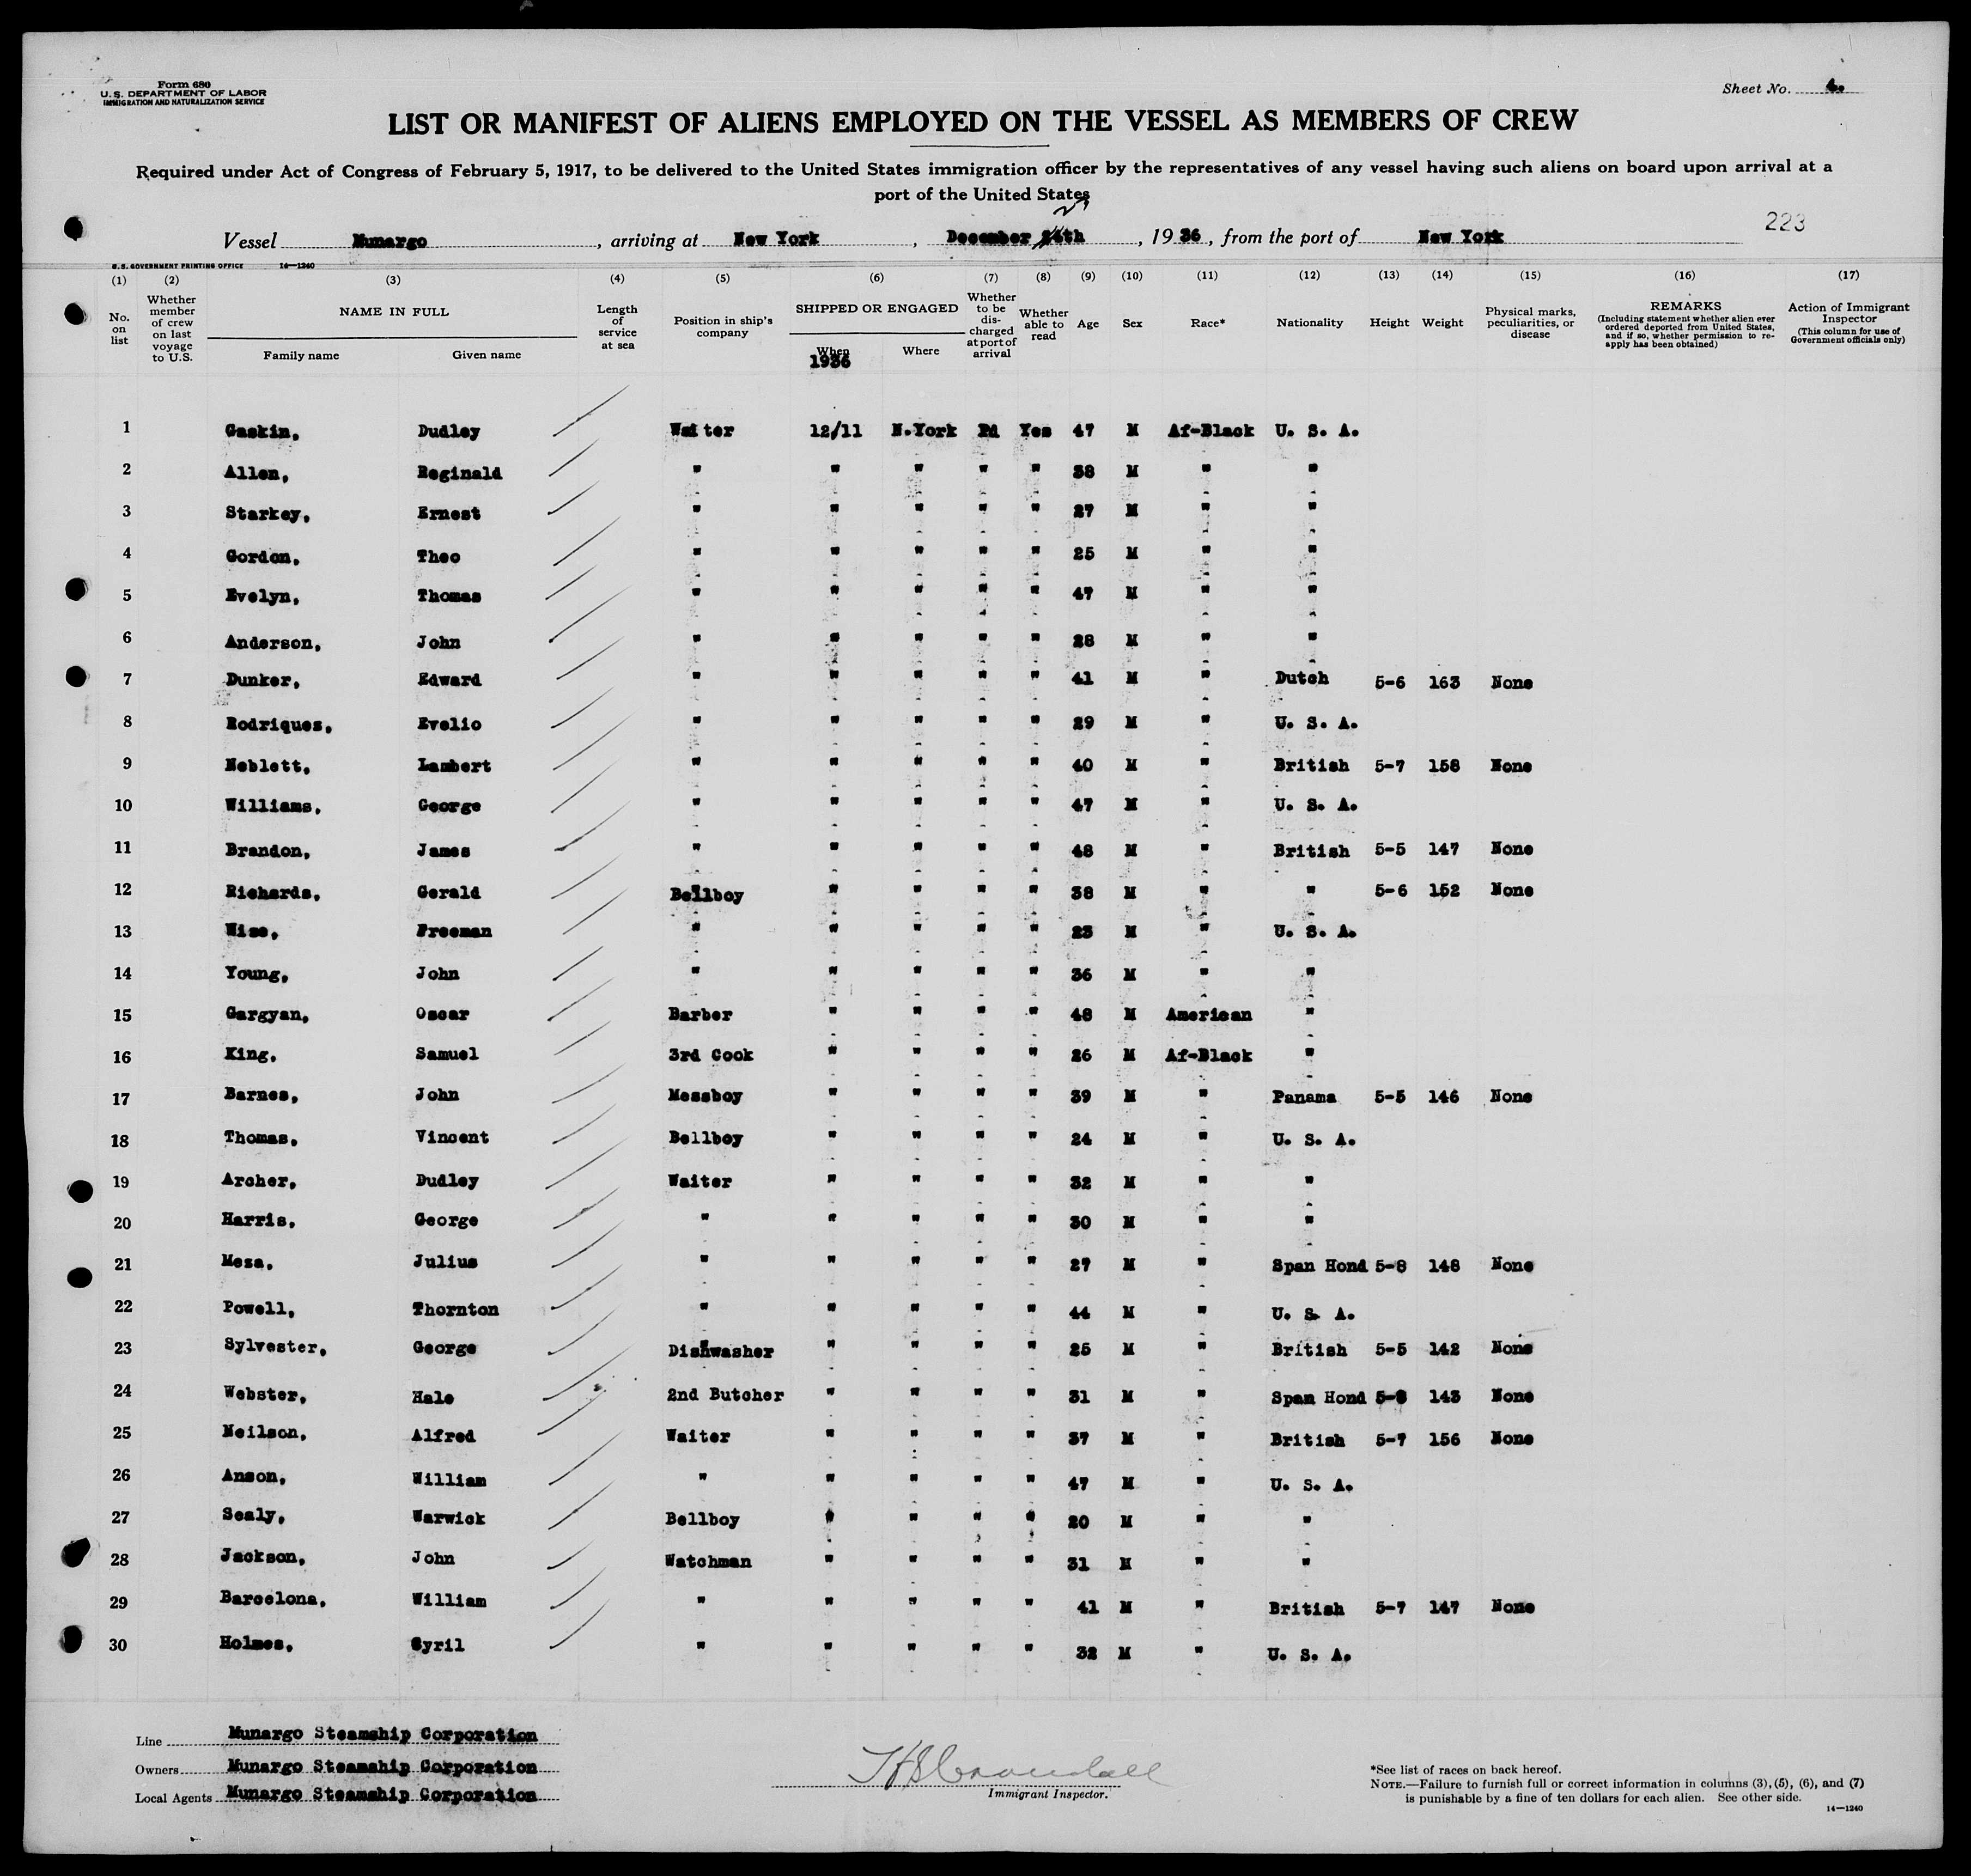 Form 680
U. S. DEPARTMENT OF LABOR
IMMIGRATION AND NATURALIZATION SERVICE
Sheet No. 4.
LIST OR MANIFEST OF ALIENS EMPLOYED ON THE VESSEL AS MEMBERS OF CREW
Required under Act of Congress of February 5, 1917, to be delivered to the United States immigration officer by the representatives of any vessel having such aliens on board upon arrival at a
port of the United States
223
Vessel Munargo, arriving at New York, December th, 1936, from the port of New York
U. S. GOVERNMENT PRINTING OFFICE 14—1240
(1) (2) (3) (4) (5) (6) (7) (8) (9) (10) (11) (12) (13) (14) (15) (16) (17)
No. on list
Whether member of crew on last voyage to U.S.
NAME IN FULL
Family name Given name
Length of service at sea
Position in ship's company
SHIPPED OR ENGAGED
When Where
1936
Whether to be discharged at port of arrival
Whether able to read
Age
Sex
Race*
Nationality
Height
Weight
Physical marks, peculiarities, or disease
REMARKS
(Including statement whether alien ever ordered deported from United States, and if so, whether permission to re-apply has been obtained)
Action of Immigrant Inspector
(This column for use of Government officials only)
1 Gaskin, Dudley Waiter 12/11 N.York Pd Yes 47 M Af-Black U. S. A.
2 Allen, Reginald " " " " " 38 M " "
3 Starkey, Ernest " " " " " 27 M " "
4 Gordon, Theo " " " " " 25 M " "
5 Evelyn, Thomas " " " " " 47 M " "
6 Anderson, John " " " " " 28 M " "
7 Dunker, Edward " " " " " 41 M " Dutch 5-6 163 None
8 Rodriques, Evelio " " " " " 29 M " U. S. A.
9 Neblett, Lambert " " " " " 40 M " British 5-7 158 None
10 Williams, George " " " " " 47 M " U. S. A.
11 Brandon, James " " " " " 48 M " British 5-5 147 None
12 Richards, Gerald Bellboy " " " " 38 M " " 5-6 152 None
13 Wise, Freeman " " " " " 23 M " U. S. A.
14 Young, John " " " " " 36 M " "
15 Gargyan, Oscar Barber " " " " 48 M American "
16 King, Samuel 3rd Cook " " " " 26 M Af-Black "
17 Barnes, John Messboy " " " " 39 M " Panama 5-5 146 None
18 Thomas, Vincent Bellboy " " " " 24 M " U. S. A.
19 Archer, Dudley Waiter " " " " 32 M " "
20 Harris, George " " " " " 30 M " "
21 Meza, Julius " " " " " 27 M " Span Hond 5-8 148 None
22 Powell, Thornton " " " " " 44 M " U. S. A.
23 Sylvester, George Dishwasher " " " " 25 M " British 5-5 142 None
24 Webster, Hale 2nd Butcher " " " " 31 M " Span Hond 5-8 143 None
25 Neilson, Alfred Waiter " " " " 37 M " British 5-7 156 None
26 Anson, William " " " " " 47 M " U. S. A.
27 Sealy, Warwick Bellboy " " " " 20 M " "
28 Jackson, John Watchman " " " " 31 M " "
29 Barcelona, William " " " " " 41 M " British 5-7 147 None
30 Holmes, Cyril " " " " " 32 M " U. S. A.
Line Munargo Steamship Corporation
Owners Munargo Steamship Corporation
Local Agents Munargo Steamship Corporation
Immigrant Inspector.
*See list of races on back hereof.
NOTE.—Failure to furnish full or correct information in columns (3), (5), (6), and (7)
is punishable by a fine of ten dollars for each alien. See other side.
14—1240